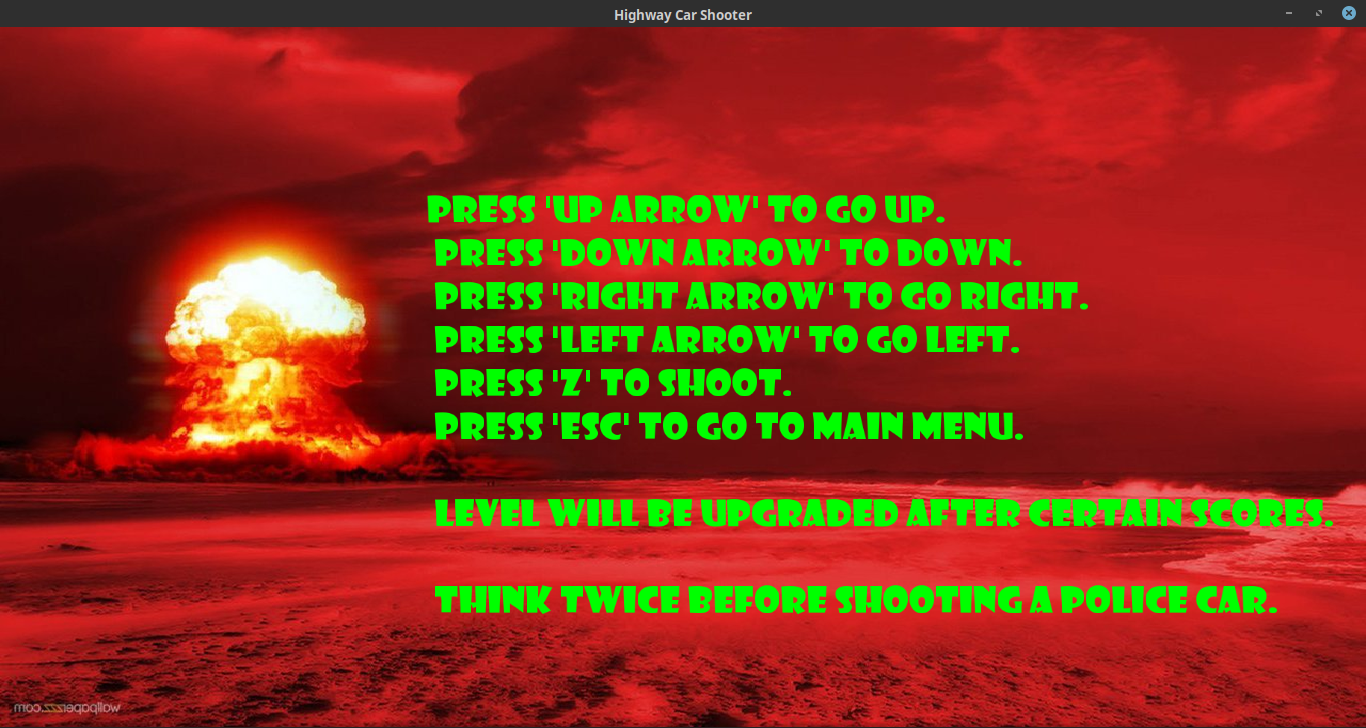 Highway Car Shooter
PRESS 'UP ARROW' TO GO UP.
PRESS 'DOWN ARROW' TO DOWN.
PRESS 'RIGHT ARROW' TO GO RIGHT.
PRESS 'LEFT ARROW' TO GO LEFT.
PRESS 'Z' TO SHOOT.
PRESS 'ESC' TO GO TO MAIN MENU.
LEVEL WILL BE UPGRADED AFTER CERTAIN SCORES.
THINK TWICE BEFORE SHOOTING A POLICE CAR.
wallpaperzzz.com